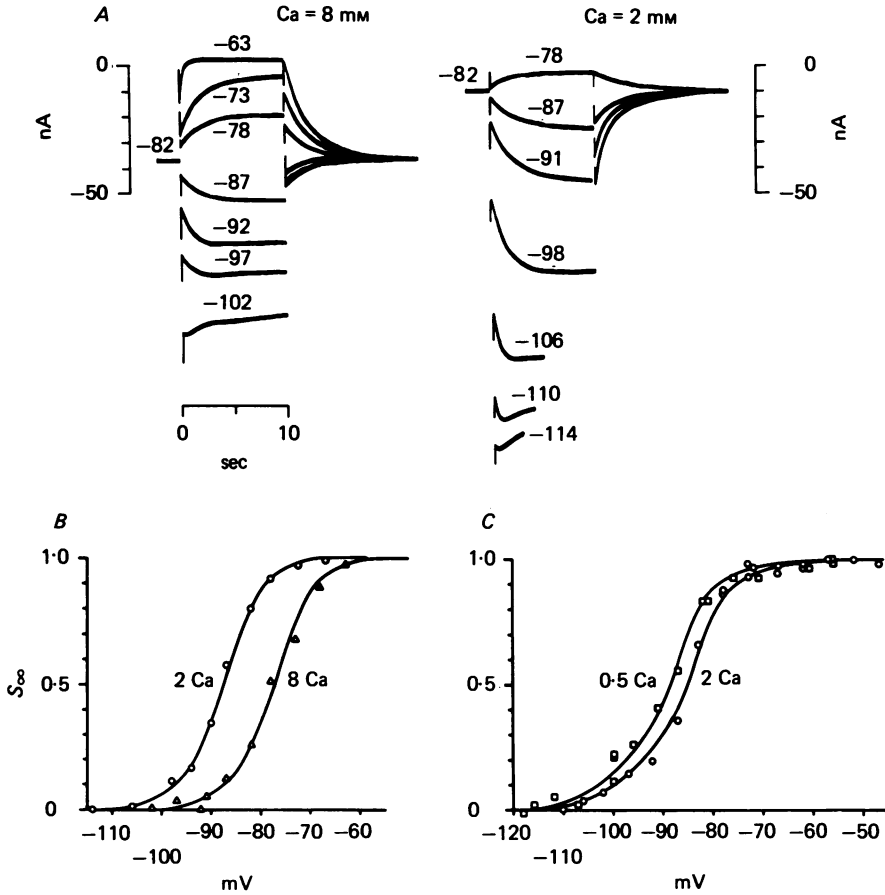 A
Ca = 8 mM
Ca = 2 mM
0
nA
−50
−82
−63
−73
−78
−87
−92
−97
−102
0 10
sec
−82
−78
−87
−91
−98
−106
−110
−114
0
nA
−50
B
1·0
S∞ 0·5
0
2 Ca
8 Ca
−110 −90 −80 −70 −60
−100
mV
C
1·0
0·5
0
0·5 Ca
2 Ca
−120 −100 −90 −80 −70 −60 −50
−110
mV